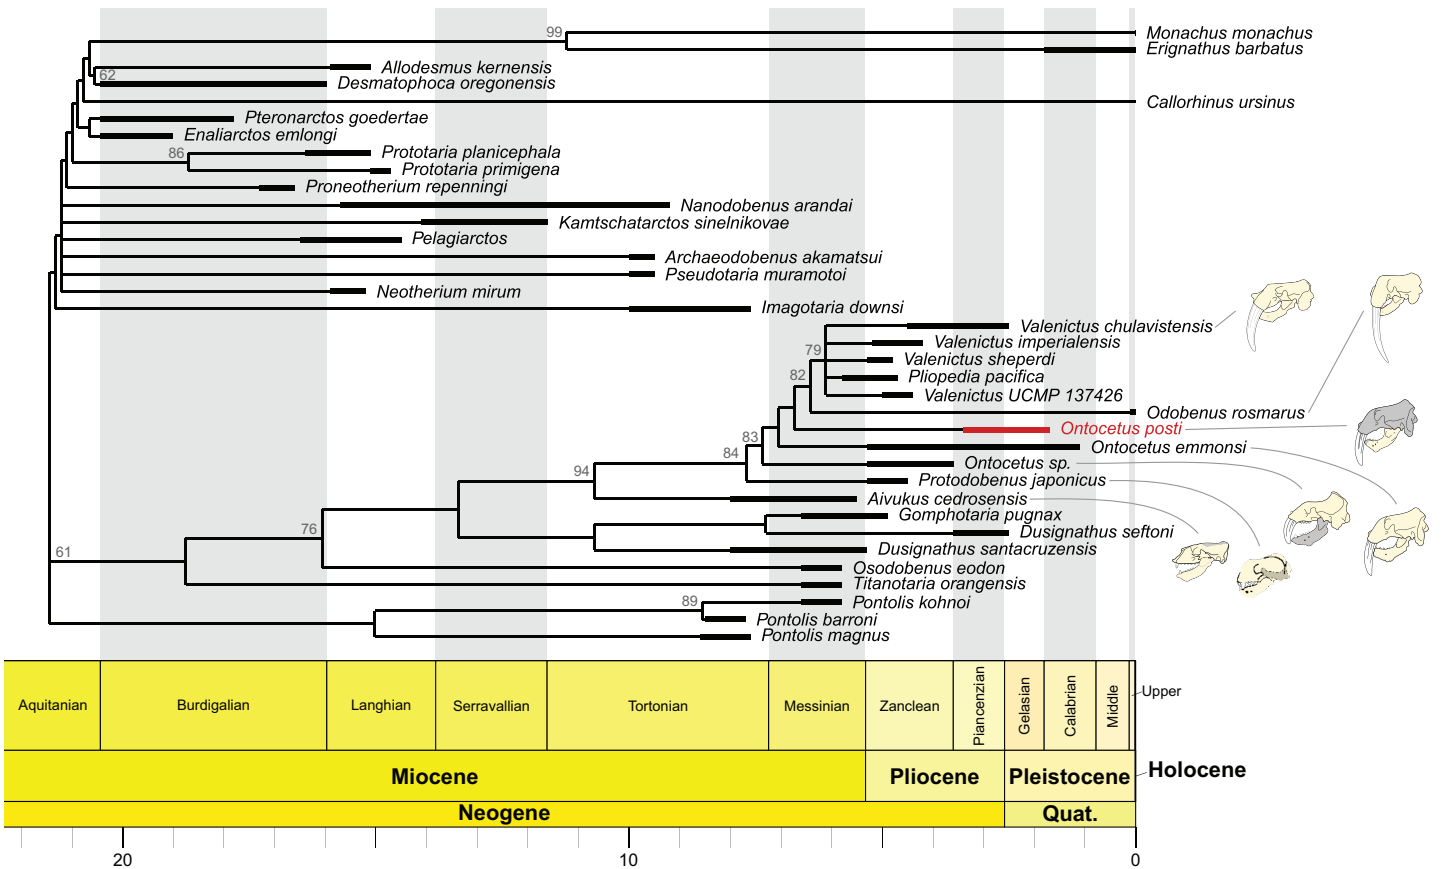 99
Monachus monachus
Erignathus barbatus
Allodesmus kernensis
62
Desmatophoca oregonensis
Callorhinus ursinus
Pteronarctos goedertae
Enaliarctos emlongi
86
Prototaria planicephala
Prototaria primigena
Proneotherium repenningi
Nanodobenus arandai
Kamtschatarctos sinelnikovae
Pelagiarctos
Archaeodobenus akamatsui
Pseudotaria muramotoi
Neotherium mirum
Imagotaria downsi
Valenictus chulavistensis
Valenictus imperialensis
79
Valenictus sheperdi
82
Pliopedia pacifica
Valenictus UCMP 137426
Odobenus rosmarus
Ontocetus posti
83
Ontocetus emmonsi
84
Ontocetus sp.
94
Protodobenus japonicus
Aivukus cedrosensis
Gomphotaria pugnax
76
Dusignathus seftoni
61
Dusignathus santacruzensis
Osodobenus eodon
Titanotaria orangensis
89
Pontolis kohnoi
Pontolis barroni
Pontolis magnus
Aquitanian Burdigalian Langhian Serravallian Tortonian Messinian Zanclean Piancenzian Gelasian Calabrian Middle Upper
Miocene Pliocene Pleistocene Holocene
Neogene Quat.
20 10 0